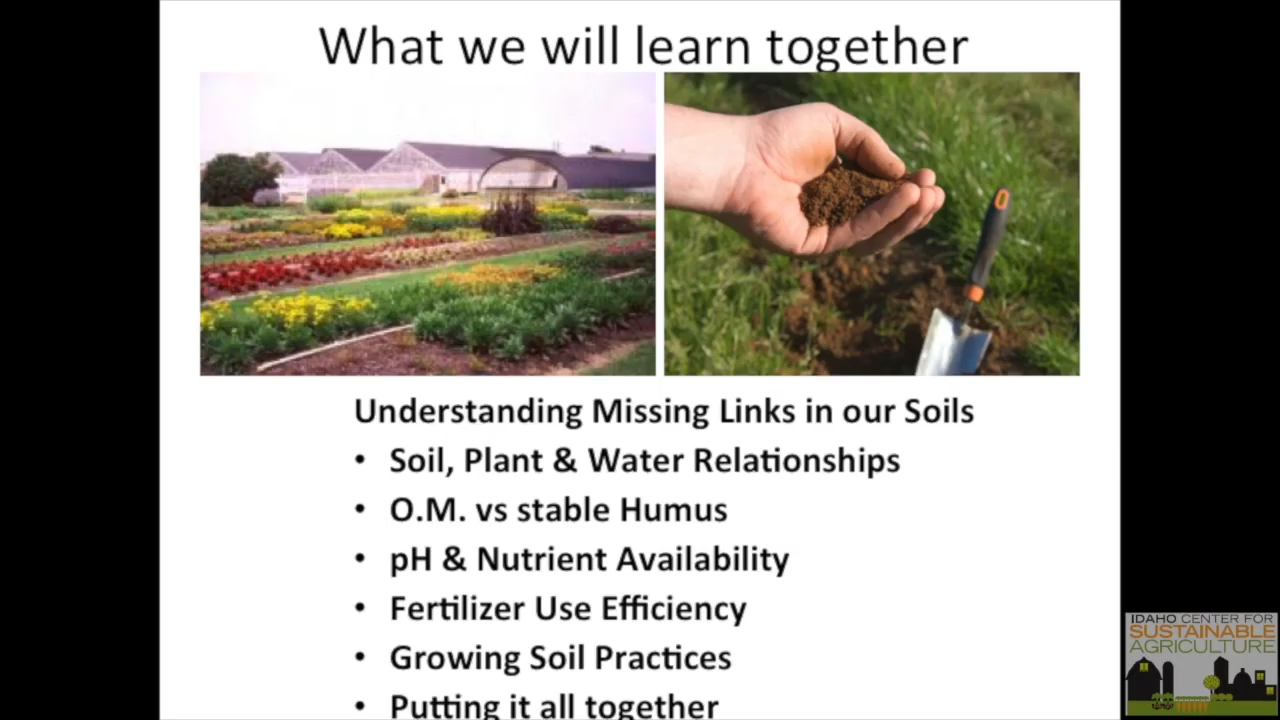 What we will learn together
Understanding Missing Links in our Soils
• Soil, Plant & Water Relationships
• O.M. vs stable Humus
• pH & Nutrient Availability
• Fertilizer Use Efficiency
• Growing Soil Practices
• Putting it all together
IDAHO CENTER FOR
SUSTAINABLE
AGRICULTURE